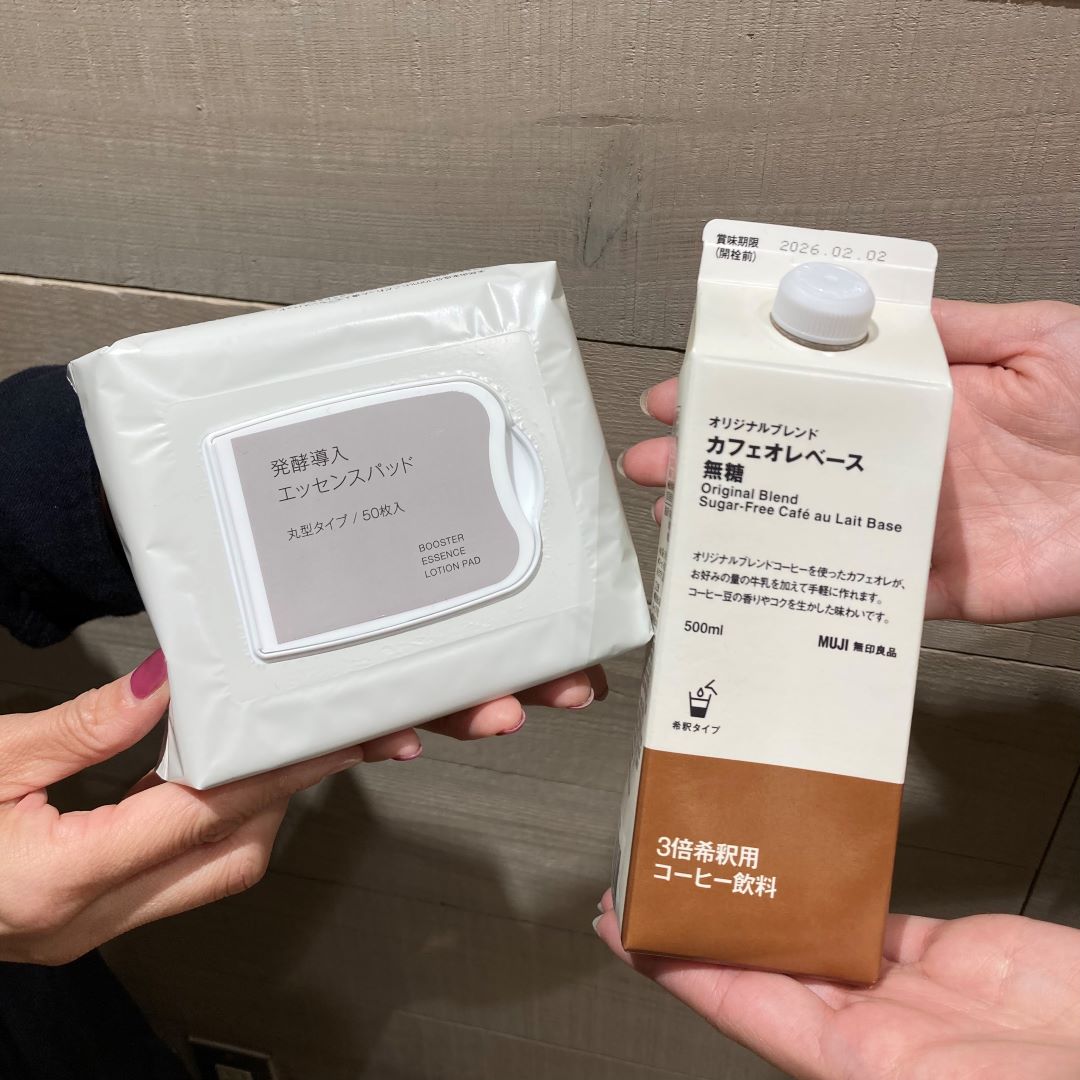 発酵導入
エッセンスパッド
丸型タイプ / 50枚入
BOOSTER
ESSENCE
LOTION PAD
賞味期限
(開栓前)
2026.02.02
オリジナルブレンド
カフェオレベース
無糖
Original Blend
Sugar-Free Café au Lait Base
オリジナルブレンドコーヒーを使ったカフェオレが、
お好みの量の牛乳を加えて手軽に作れます。
コーヒー豆の香りやコクを生かした味わいです。
500ml
MUJI 無印良品
希釈タイプ
3倍希釈用
コーヒー飲料